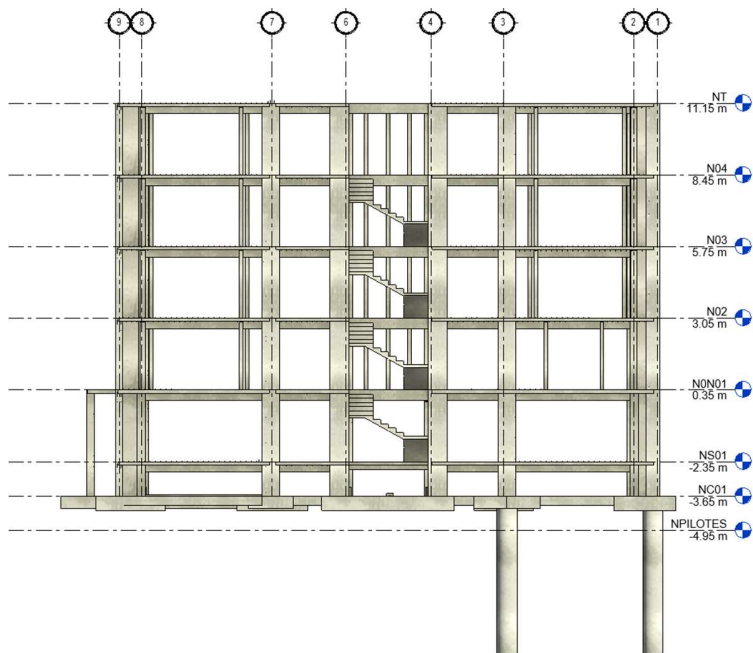 9 8 7 6 4 3 2 1
NT
11.15 m
N04
8.45 m
N03
5.75 m
N02
3.05 m
N0N01
0.35 m
NS01
-2.35 m
NC01
-3.65 m
NPILOTES
-4.95 m